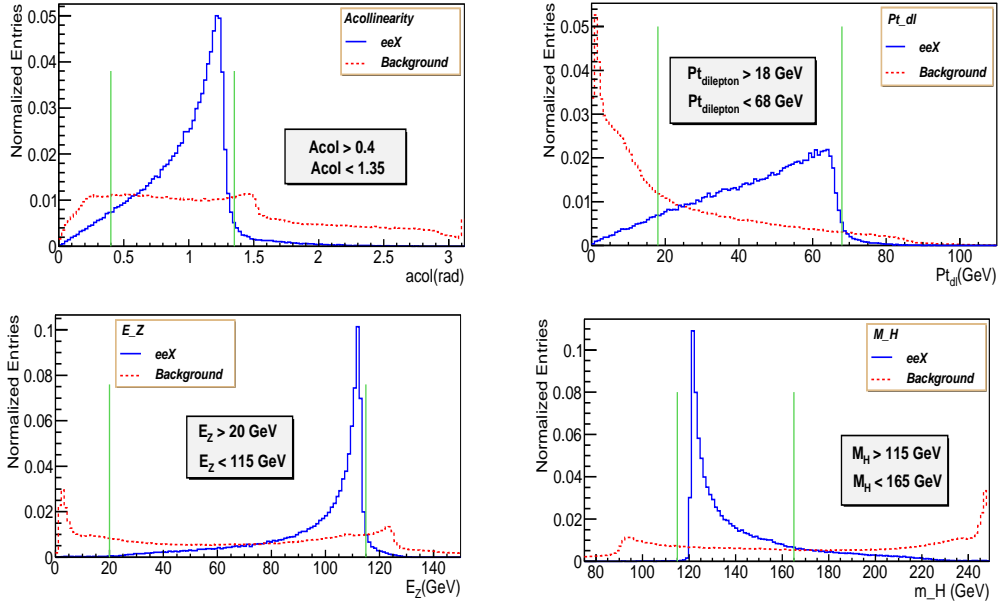 Normalized Entries
0.05
0.04
0.03
0.02
0.01
0
Acollinearity
eeX
Background
Acol > 0.4
Acol < 1.35
0 0.5 1 1.5 2 2.5 3
acol(rad)
Normalized Entries
0.05
0.04
0.03
0.02
0.01
0
Pt_dl
eeX
Background
Pt_dilepton > 18 GeV
Pt_dilepton < 68 GeV
0 20 40 60 80 100
Pt_dl(GeV)
Normalized Entries
0.1
0.08
0.06
0.04
0.02
0
E_Z
eeX
Background
E_Z > 20 GeV
E_Z < 115 GeV
0 20 40 60 80 100 120 140
E_Z(GeV)
Normalized Entries
0.1
0.08
0.06
0.04
0.02
0
M_H
eeX
Background
M_H > 115 GeV
M_H < 165 GeV
80 100 120 140 160 180 200 220 240
m_H (GeV)